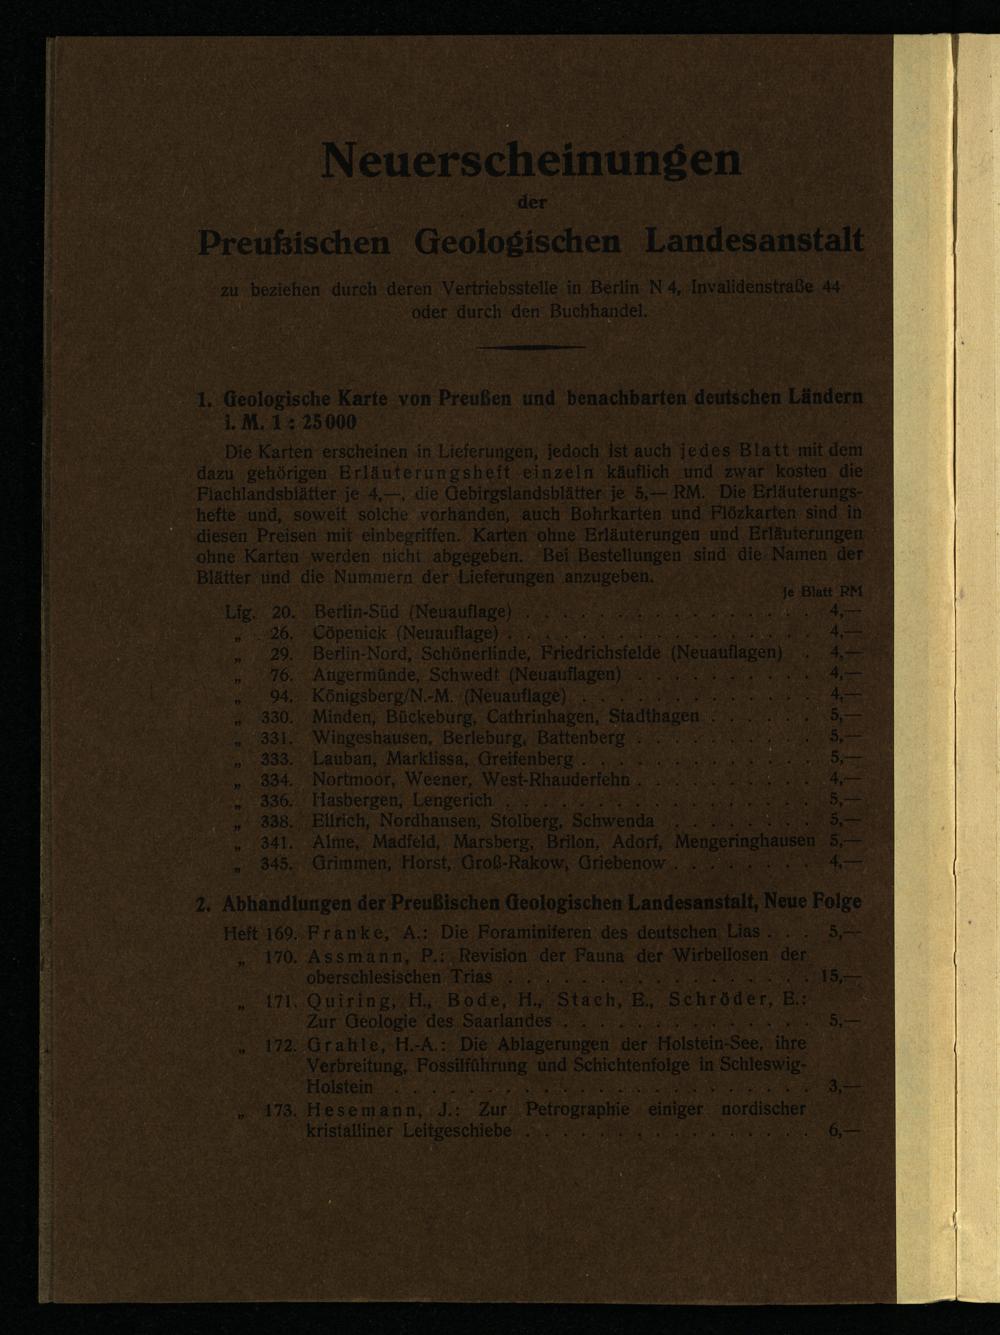 Neuerscheinungen
der
Preußischen Geologischen Landesanstalt
zu beziehen durch deren Vertriebsstelle in Berlin N 4, Invalidenstraße 44
oder durch den Buchhandel.
1. Geologische Karte von Preußen und benachbarten deutschen Ländern
i. M. 1 : 25 000
Die Karten erscheinen in Lieferungen, jedoch ist auch jedes Blatt mit dem
dazu gehörigen Erläuterungsheft einzeln käuflich und zwar kosten die
Flachlandsblätter je 4,—, die Gebirgslandsblätter je 5,— RM. Die Erläuterungs-
hefte und, soweit solche vorhanden, auch Bohrkarten und Flözkarten sind in
diesen Preisen mit einbegriffen. Karten ohne Erläuterungen und Erläuterungen
ohne Karten werden nicht abgegeben. Bei Bestellungen sind die Namen der
Blätter und die Nummern der Lieferungen anzugeben.
je Blatt RM
Lfg. 20. Berlin-Süd (Neuauflage) . . . . . . . . . . . . . . . . 4,—
„ 26. Cöpenick (Neuauflage) . . . . . . . . . . . . . . . . . 4,—
„ 29. Berlin-Nord, Schönerlinde, Friedrichsfelde (Neuauflagen) . 4,—
„ 76. Angermünde, Schwedt (Neuauflagen) . . . . . . . . . . 4,—
„ 94. Königsberg/N.-M. (Neuauflage) . . . . . . . . . . . . . 4,—
„ 330. Minden, Bückeburg, Cathrinhagen, Stadthagen . . . . . . 5,—
„ 331. Wingeshausen, Berleburg, Battenberg . . . . . . . . . . 5,—
„ 333. Lauban, Marklissa, Greifenberg . . . . . . . . . . . . . 5,—
„ 334. Nortmoor, Weener, West-Rhauderfehn . . . . . . . . . . 4,—
„ 336. Hasbergen, Lengerich . . . . . . . . . . . . . . . . . 5,—
„ 338. Ellrich, Nordhausen, Stolberg, Schwenda . . . . . . . . 5,—
„ 341. Alme, Madfeld, Marsberg, Brilon, Adorf, Mengeringhausen 5,—
„ 345. Grimmen, Horst, Groß-Rakow, Griebenow . . . . . . . . 4,—
2. Abhandlungen der Preußischen Geologischen Landesanstalt, Neue Folge
Heft 169. Franke, A.: Die Foraminiferen des deutschen Lias . . . 5,—
„ 170. Assmann, P.: Revision der Fauna der Wirbellosen der
oberschlesischen Trias . . . . . . . . . . . . . . . . . 15,—
„ 171. Quiring, H., Bode, H., Stach, E., Schröder, E.:
Zur Geologie des Saarlandes . . . . . . . . . . . . . . 5,—
„ 172. Grahle, H.-A.: Die Ablagerungen der Holstein-See, ihre
Verbreitung, Fossilführung und Schichtenfolge in Schleswig-
Holstein . . . . . . . . . . . . . . . . . . . . . . . 3,—
„ 173. Hesemann, J.: Zur Petrographie einiger nordischer
kristalliner Leitgeschiebe . . . . . . . . . . . . . . . . 6,—